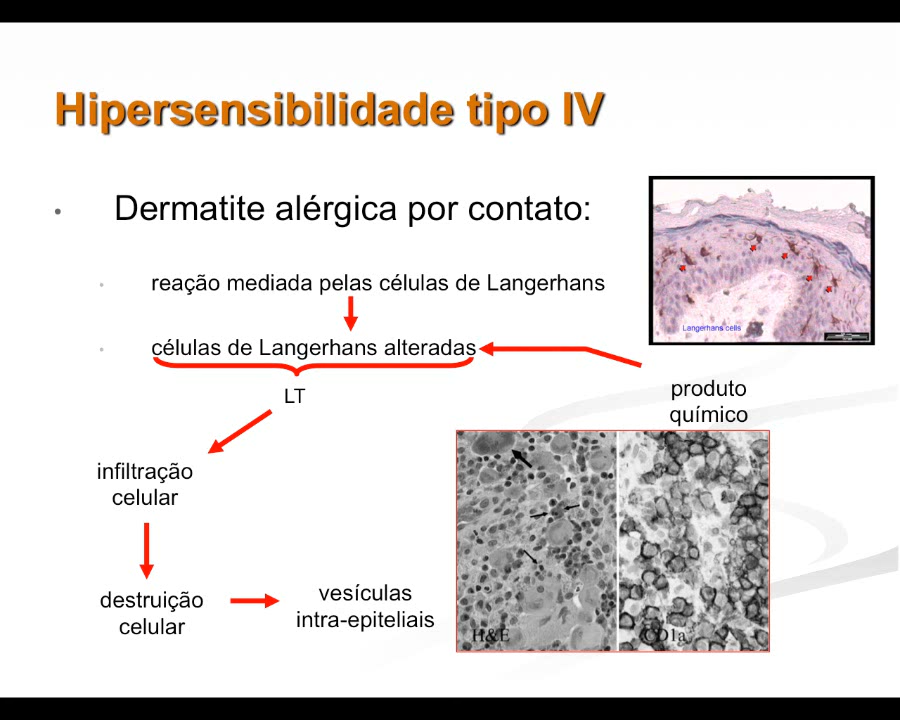 Hipersensibilidade tipo IV
• Dermatite alérgica por contato:
• reação mediada pelas células de Langerhans
• células de Langerhans alteradas
LT
produto
químico
infiltração
celular
destruição
celular
vesículas
intra-epiteliais
Langerhans cells
H&E
CD1a